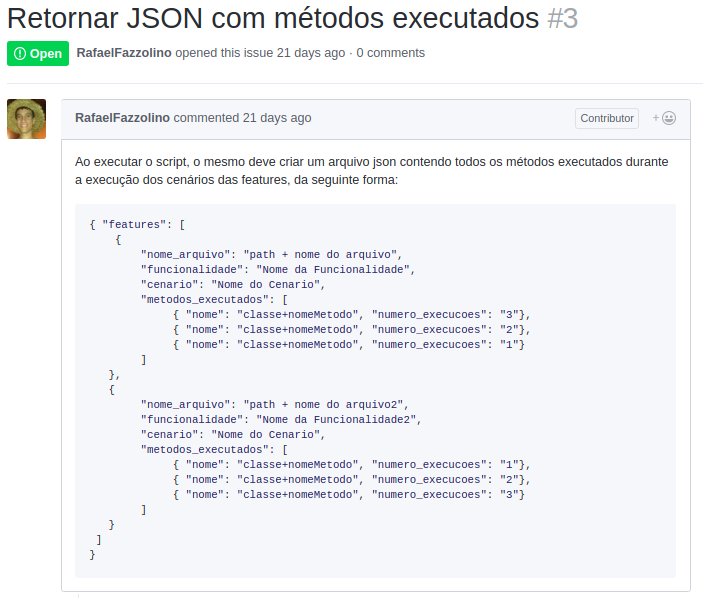 Retornar JSON com métodos executados #3
Open RafaelFazzolino opened this issue 21 days ago · 0 comments
RafaelFazzolino commented 21 days ago Contributor +
Ao executar o script, o mesmo deve criar um arquivo json contendo todos os métodos executados durante
a execução dos cenários das features, da seguinte forma:
{ "features": [
    {
        "nome_arquivo": "path + nome do arquivo",
        "funcionalidade": "Nome da Funcionalidade",
        "cenario": "Nome do Cenario",
        "metodos_executados": [
             { "nome": "classe+nomeMetodo", "numero_execucoes": "3"},
             { "nome": "classe+nomeMetodo", "numero_execucoes": "2"},
             { "nome": "classe+nomeMetodo", "numero_execucoes": "1"}
        ]
   },
   {
        "nome_arquivo": "path + nome do arquivo2",
        "funcionalidade": "Nome da Funcionalidade2",
        "cenario": "Nome do Cenario",
        "metodos_executados": [
             { "nome": "classe+nomeMetodo", "numero_execucoes": "1"},
             { "nome": "classe+nomeMetodo", "numero_execucoes": "2"},
             { "nome": "classe+nomeMetodo", "numero_execucoes": "3"}
        ]
   }
 ]
}